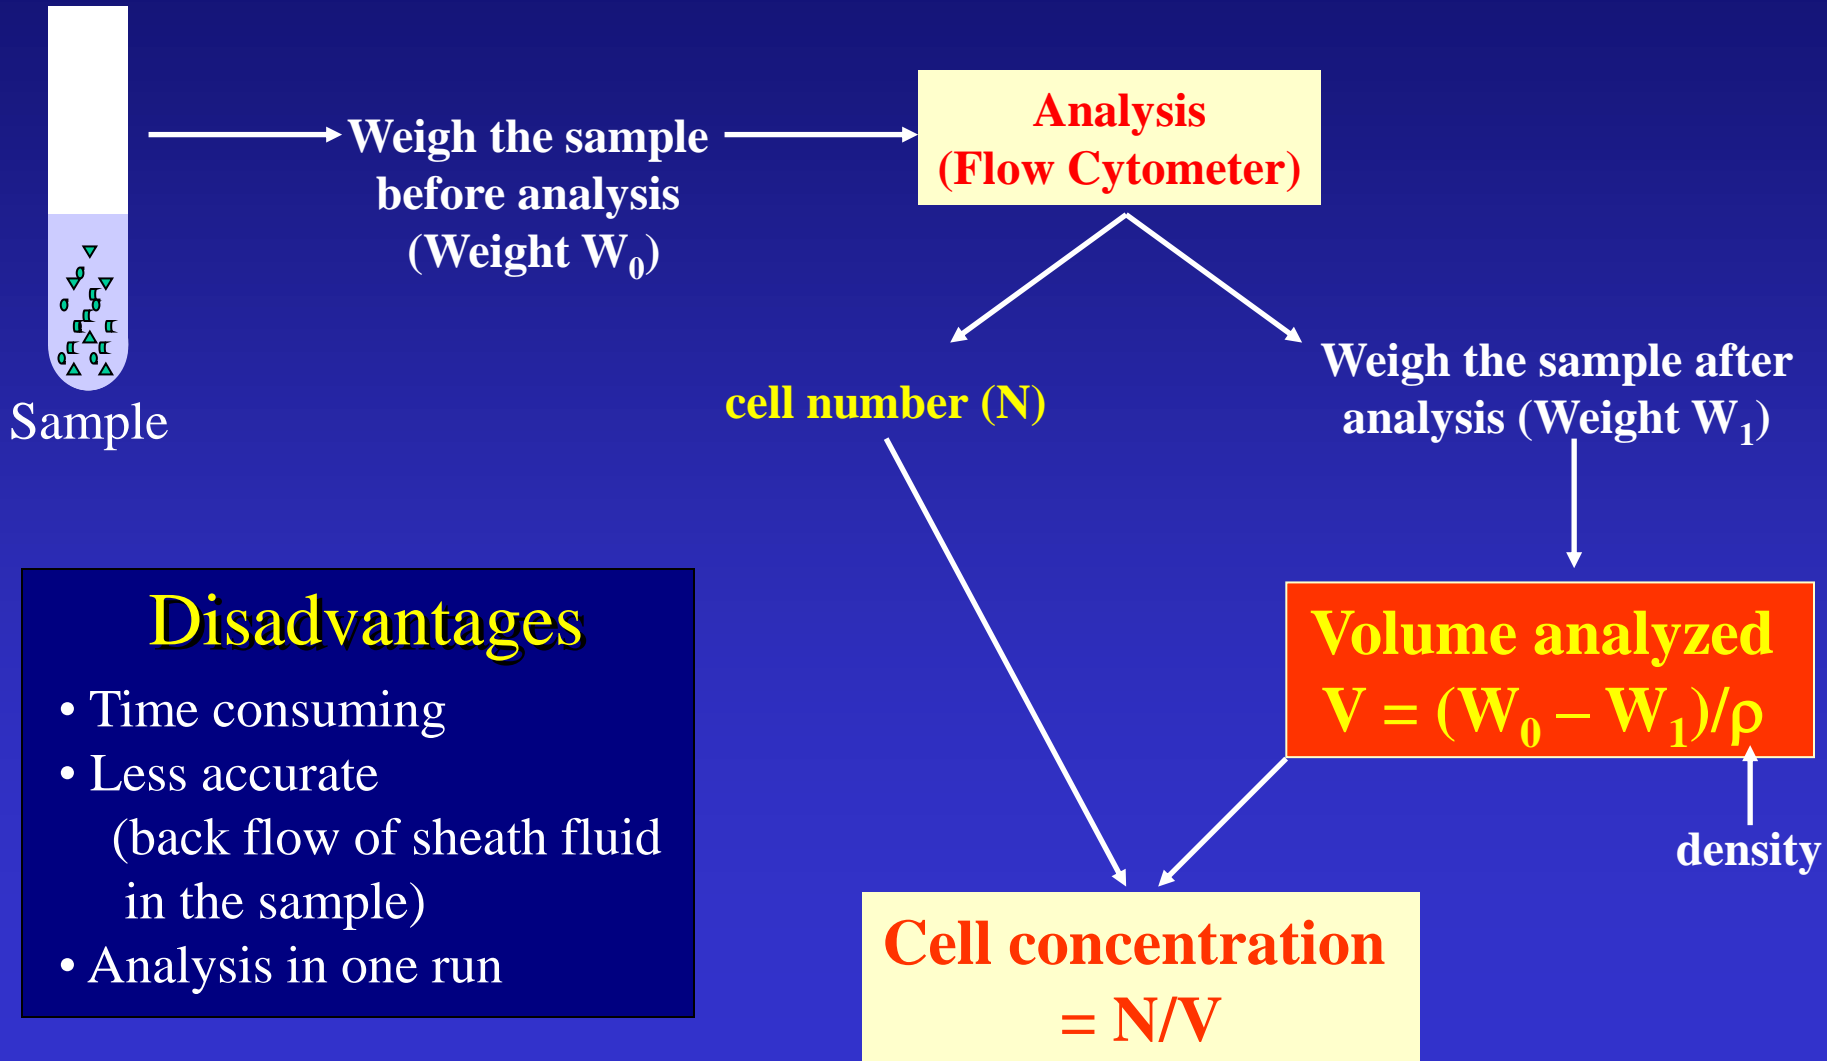 Sample
Weigh the sample
before analysis
(Weight W₀)
Analysis
(Flow Cytometer)
cell number (N)
Weigh the sample after
analysis (Weight W₁)
Volume analyzed
V = (W₀ – W₁)/ρ
density
Cell concentration
= N/V
Disadvantages
• Time consuming
• Less accurate
(back flow of sheath fluid
in the sample)
• Analysis in one run